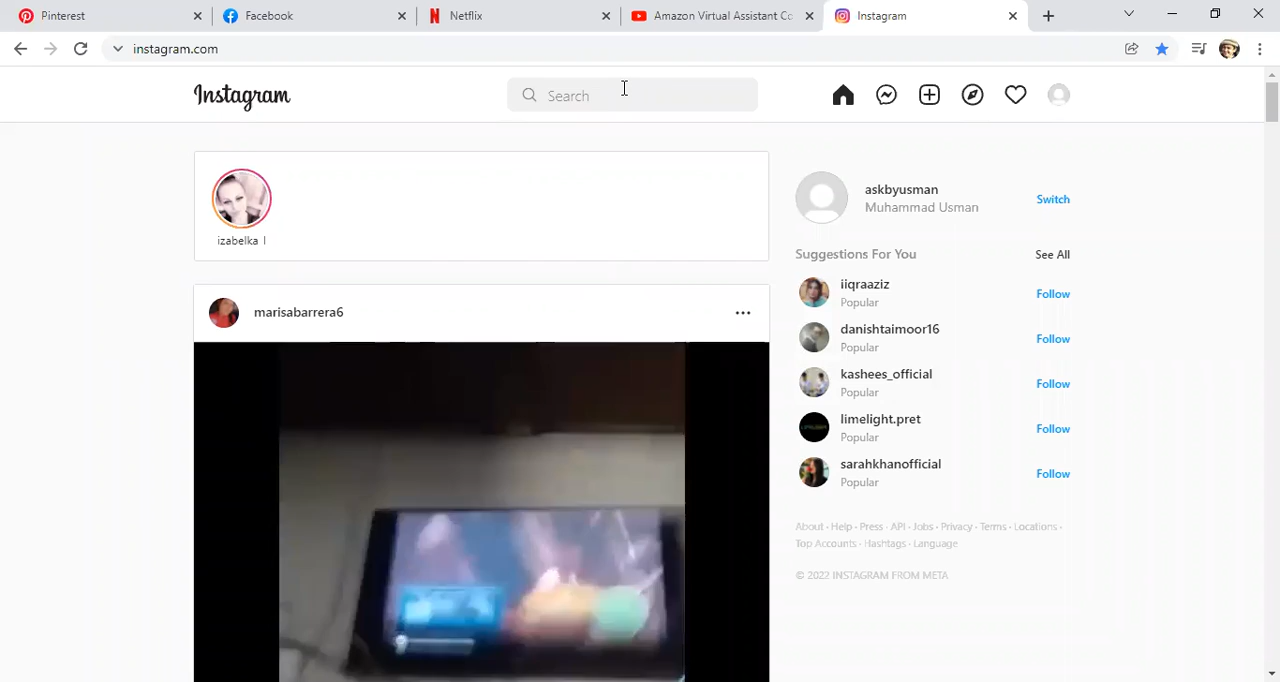 Pinterest
Facebook
Netflix
Amazon Virtual Assistant Co
Instagram
instagram.com
Instagram
Search
izabelka l
askbyusman
Muhammad Usman
Switch
Suggestions For You
See All
iiqraaziz
Popular
Follow
danishtaimoor16
Popular
Follow
kashees_official
Popular
Follow
limelight.pret
Popular
Follow
sarahkhanofficial
Popular
Follow
marisabarrera6
About · Help · Press · API · Jobs · Privacy · Terms · Locations ·
Top Accounts · Hashtags · Language
© 2022 INSTAGRAM FROM META